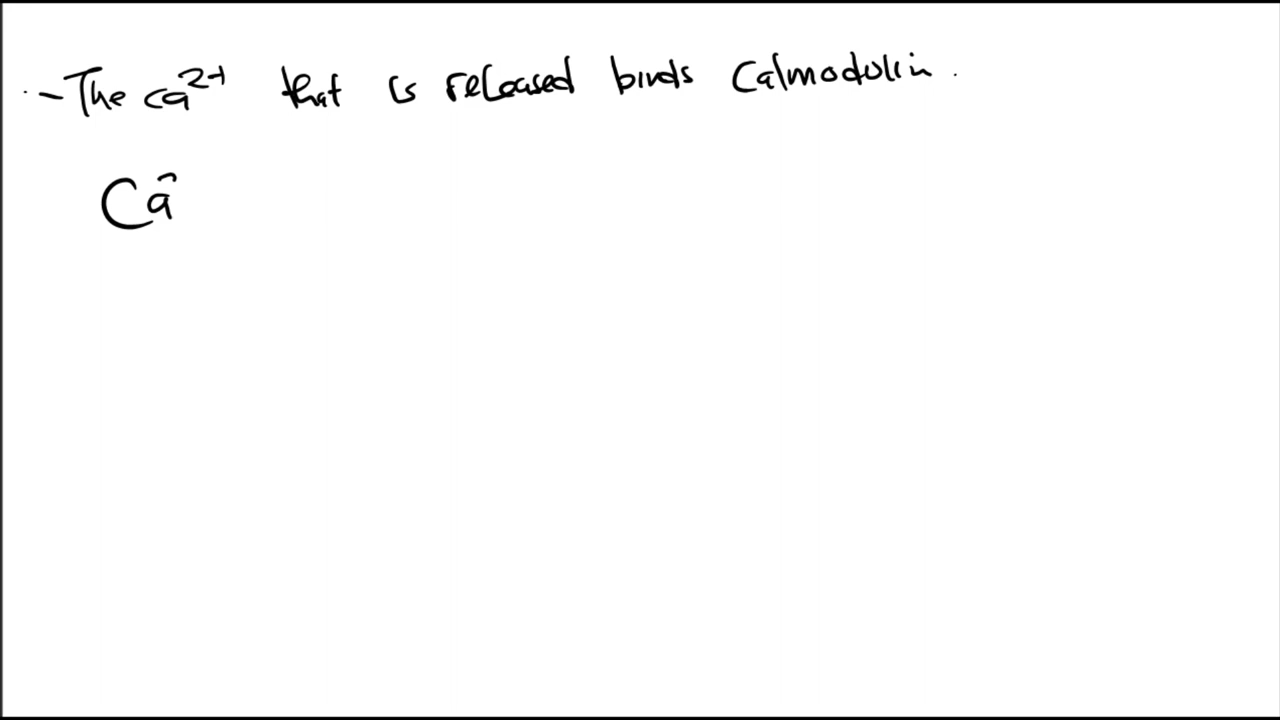 - The Ca²⁺ that is released binds Calmodulin.
Ca